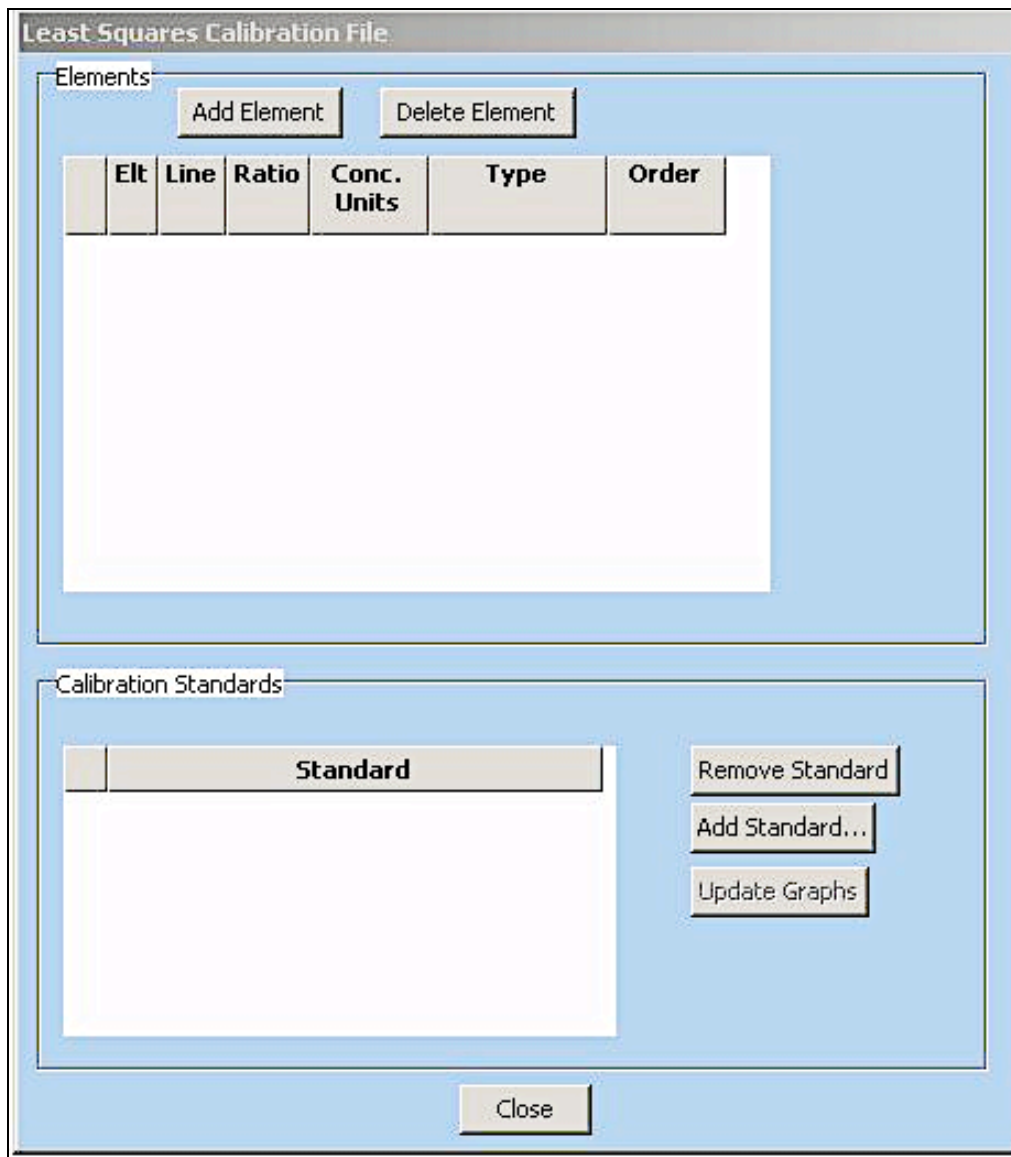 Least Squares Calibration File
Elements
Add Element Delete Element
Elt Line Ratio Conc. Units Type Order
Calibration Standards
Standard
Remove Standard
Add Standard...
Update Graphs
Close